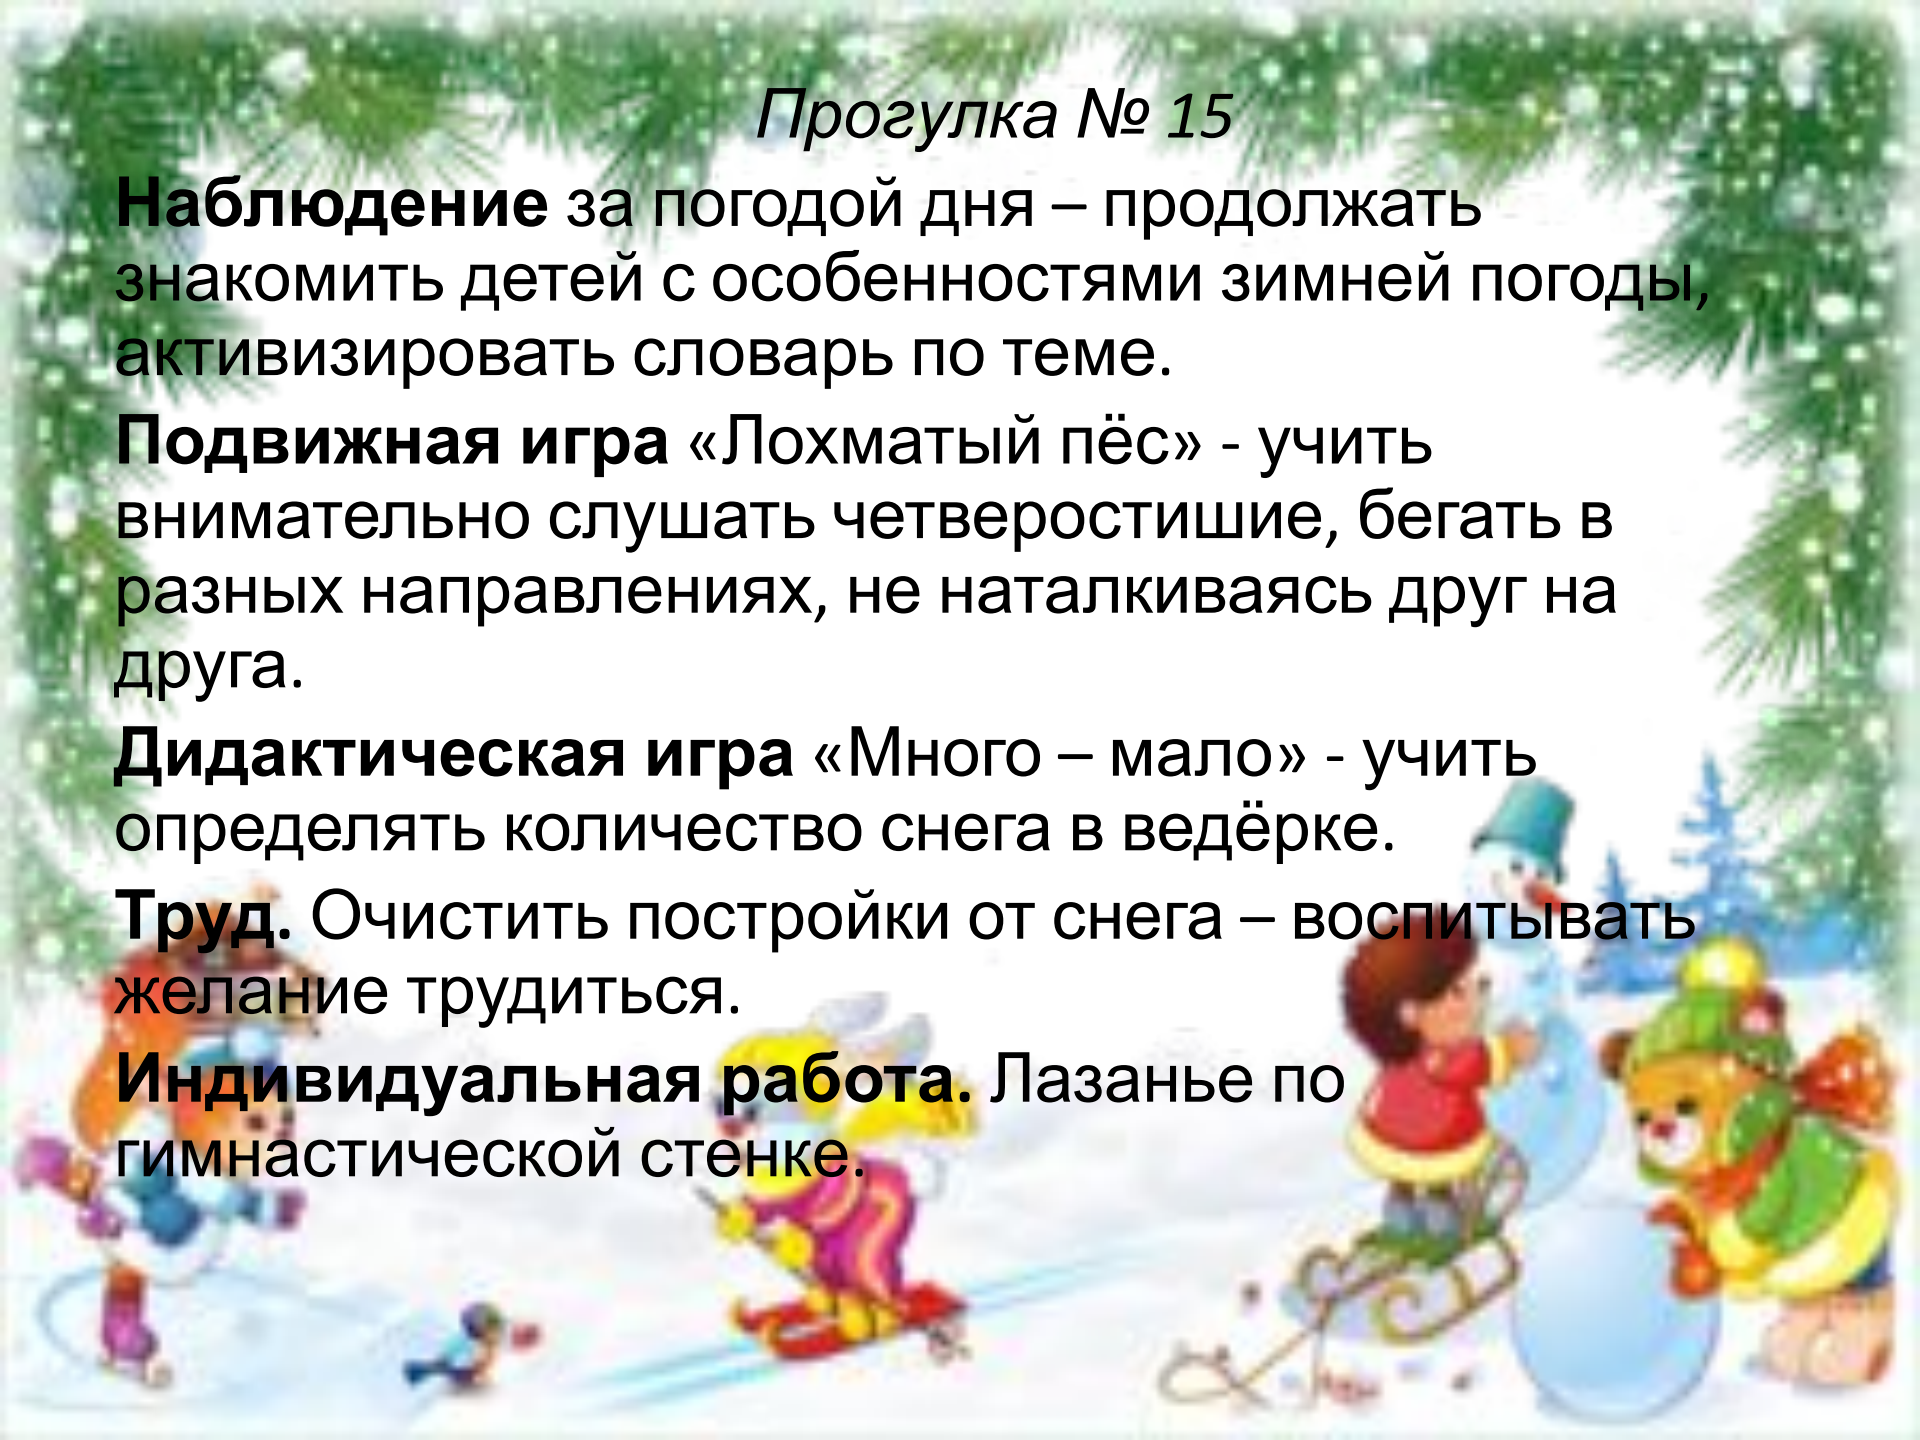 Прогулка № 15
Наблюдение за погодой дня – продолжать
знакомить детей с особенностями зимней погоды,
активизировать словарь по теме.
Подвижная игра «Лохматый пёс» - учить
внимательно слушать четверостишие, бегать в
разных направлениях, не наталкиваясь друг на
друга.
Дидактическая игра «Много – мало» - учить
определять количество снега в ведёрке.
Труд. Очистить постройки от снега – воспитывать
желание трудиться.
Индивидуальная работа. Лазанье по
гимнастической стенке.